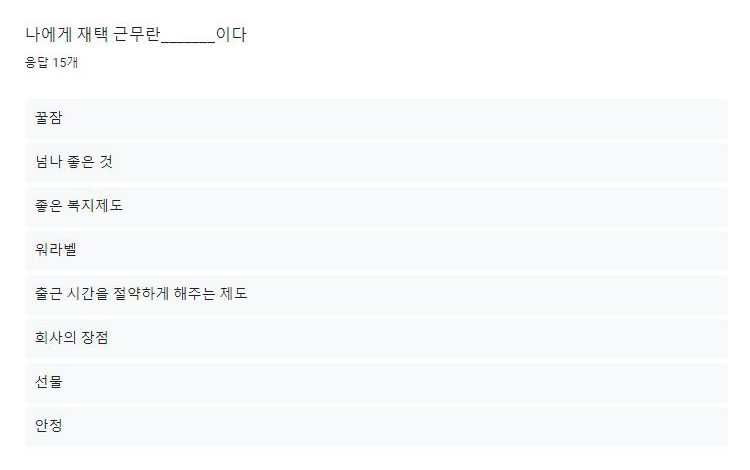 나에게 재택 근무란_______이다
응답 15개
꿀잠
넘나 좋은 것
좋은 복지제도
워라벨
출근 시간을 절약하게 해주는 제도
회사의 장점
선물
안정